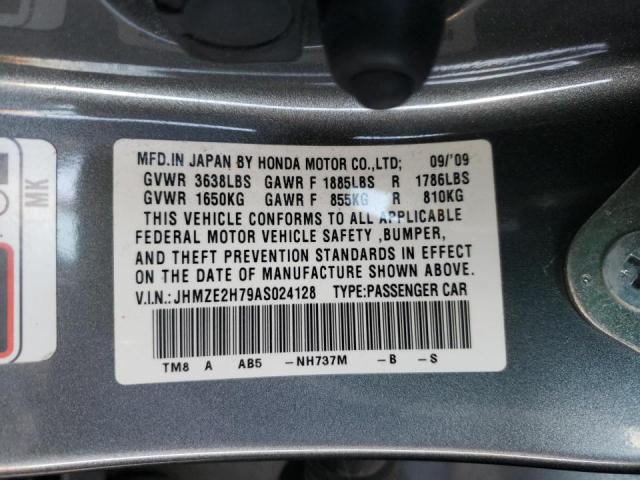 MFD.IN JAPAN BY HONDA MOTOR CO.,LTD; 09/'09
GVWR 3638LBS GAWR F 1885LBS R 1786LBS
GVWR 1650KG GAWR F 855KG R 810KG
THIS VEHICLE CONFORMS TO ALL APPLICABLE
FEDERAL MOTOR VEHICLE SAFETY ,BUMPER,
AND THEFT PREVENTION STANDARDS IN EFFECT
ON THE DATE OF MANUFACTURE SHOWN ABOVE.
V.I.N.:JHMZE2H79AS024128 TYPE:PASSENGER CAR
TM8 A AB5 -NH737M -B -S
MK